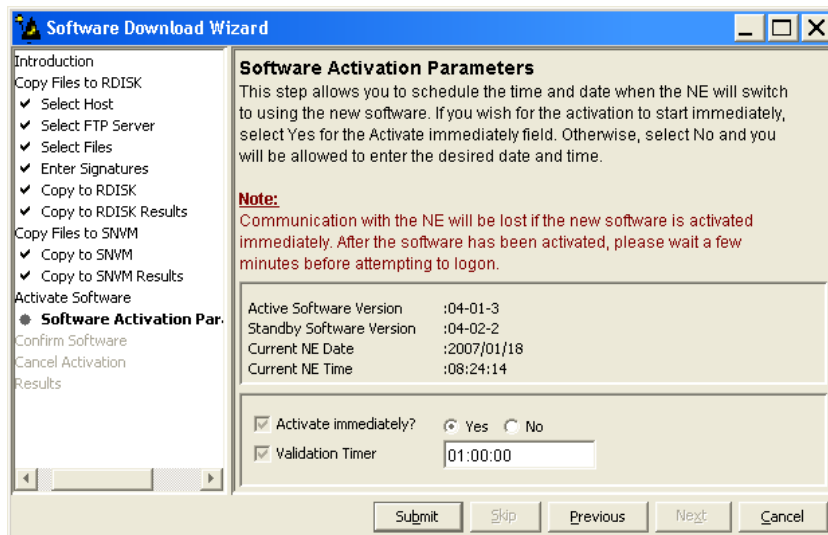 Software Download Wizard
Introduction
Copy Files to RDISK
Select Host
Select FTP Server
Select Files
Enter Signatures
Copy to RDISK
Copy to RDISK Results
Copy Files to SNVM
Copy to SNVM
Copy to SNVM Results
Activate Software
Software Activation Par
Confirm Software
Cancel Activation
Results
Software Activation Parameters
This step allows you to schedule the time and date when the NE will switch
to using the new software. If you wish for the activation to start immediately,
select Yes for the Activate immediately field. Otherwise, select No and you
will be allowed to enter the desired date and time.
Note:
Communication with the NE will be lost if the new software is activated
immediately. After the software has been activated, please wait a few
minutes before attempting to logon.
Active Software Version :04-01-3
Standby Software Version :04-02-2
Current NE Date :2007/01/18
Current NE Time :08:24:14
Activate immediately? Yes No
Validation Timer 01:00:00
Submit Skip Previous Next Cancel